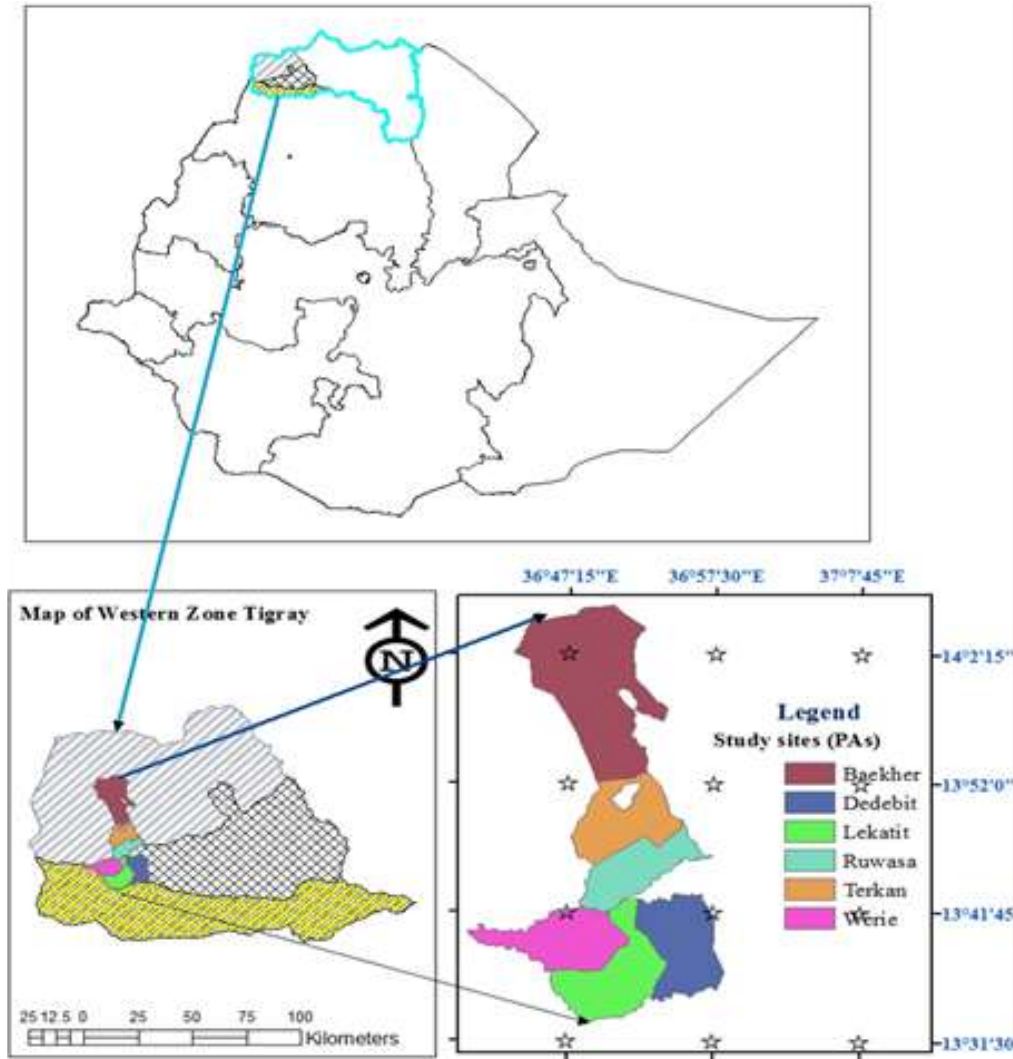 Map of Western Zone Tigray
N
25 12.5 0 25 50 75 100
Kilometers
36°47'15"E 36°57'30"E 37°7'45"E
14°2'15"
13°52'0"
13°41'45
13°31'30
Legend
Study sites (PAs)
Baekher
Dedebit
Lekatit
Ruwasa
Terkan
Werie